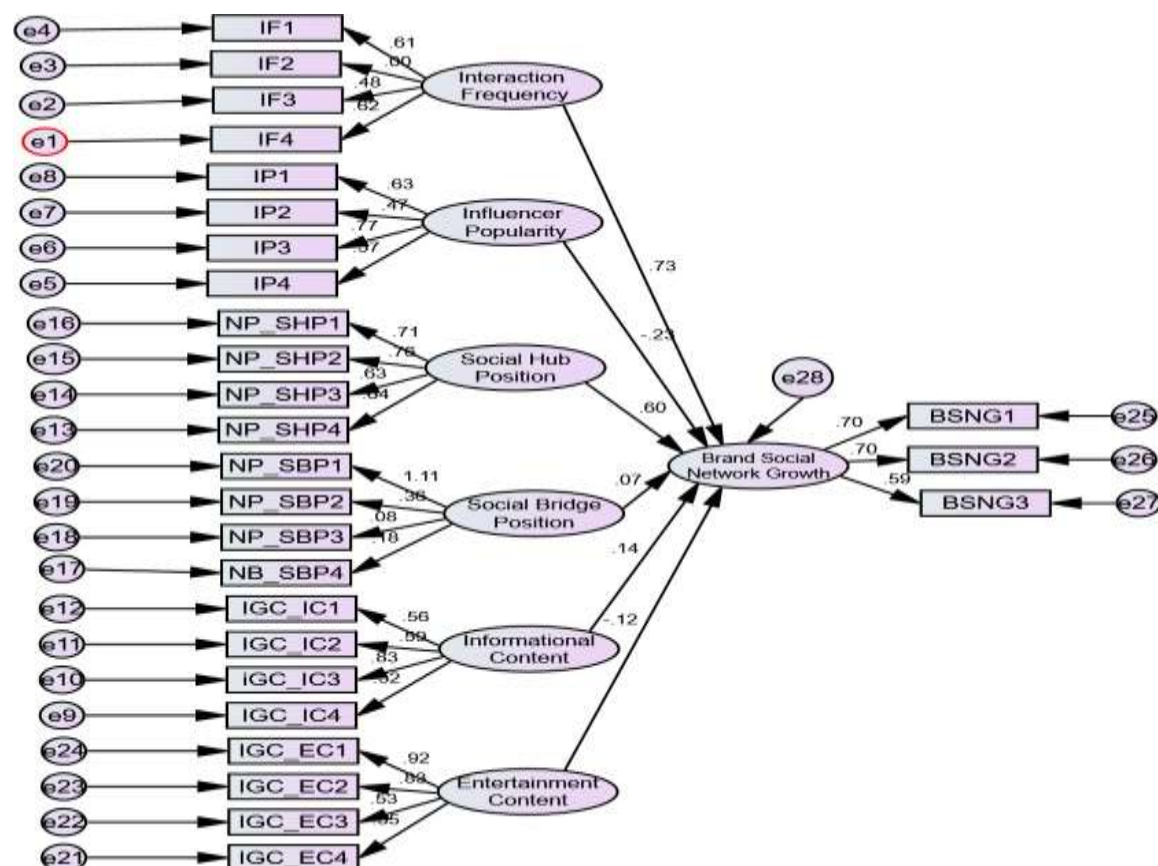 e4
IF1
.61
e3
IF2
e2
IF3
.48
e1
IF4
.62
Interaction
Frequency
e8
IP1
.63
e7
IP2
.47
e6
IP3
.77
e5
IP4
Influencer
Popularity
.73
-.23
e16
NP_SHP1
.71
e15
NP_SHP2
.76
e14
NP_SHP3
.63
e13
NP_SHP4
Social Hub
Position
.60
e28
e20
NP_SBP1
1.11
e19
NP_SBP2
.36
e18
NP_SBP3
.08
e17
NB_SBP4
.18
Social Bridge
Position
.07
Brand Social
Network Growth
.70
BSNG1
e25
.70
BSNG2
e26
.59
BSNG3
e27
.14
-.12
e12
IGC_IC1
.56
e11
IGC_IC2
.59
e10
iGC_IC3
.83
e9
IGC_IC4
Informational
Content
e24
IGC_EC1
.92
e23
IGC_EC2
.83
e22
IGC_EC3
.53
e21
IGC_EC4
Entertainment
Content